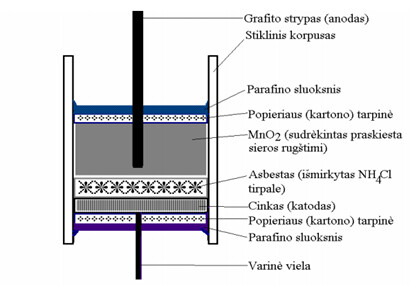 Grafito strypas (anodas)
Stiklinis korpusas
Parafino sluoksnis
Popieriaus (kartono) tarpinė
MnO2 (sudrėkintas praskiesta
sieros rugštimi)
Asbestas (išmirkytas NH4Cl
tirpale)
Cinkas (katodas)
Popieriaus (kartono) tarpinė
Parafino sluoksnis
Varinė viela